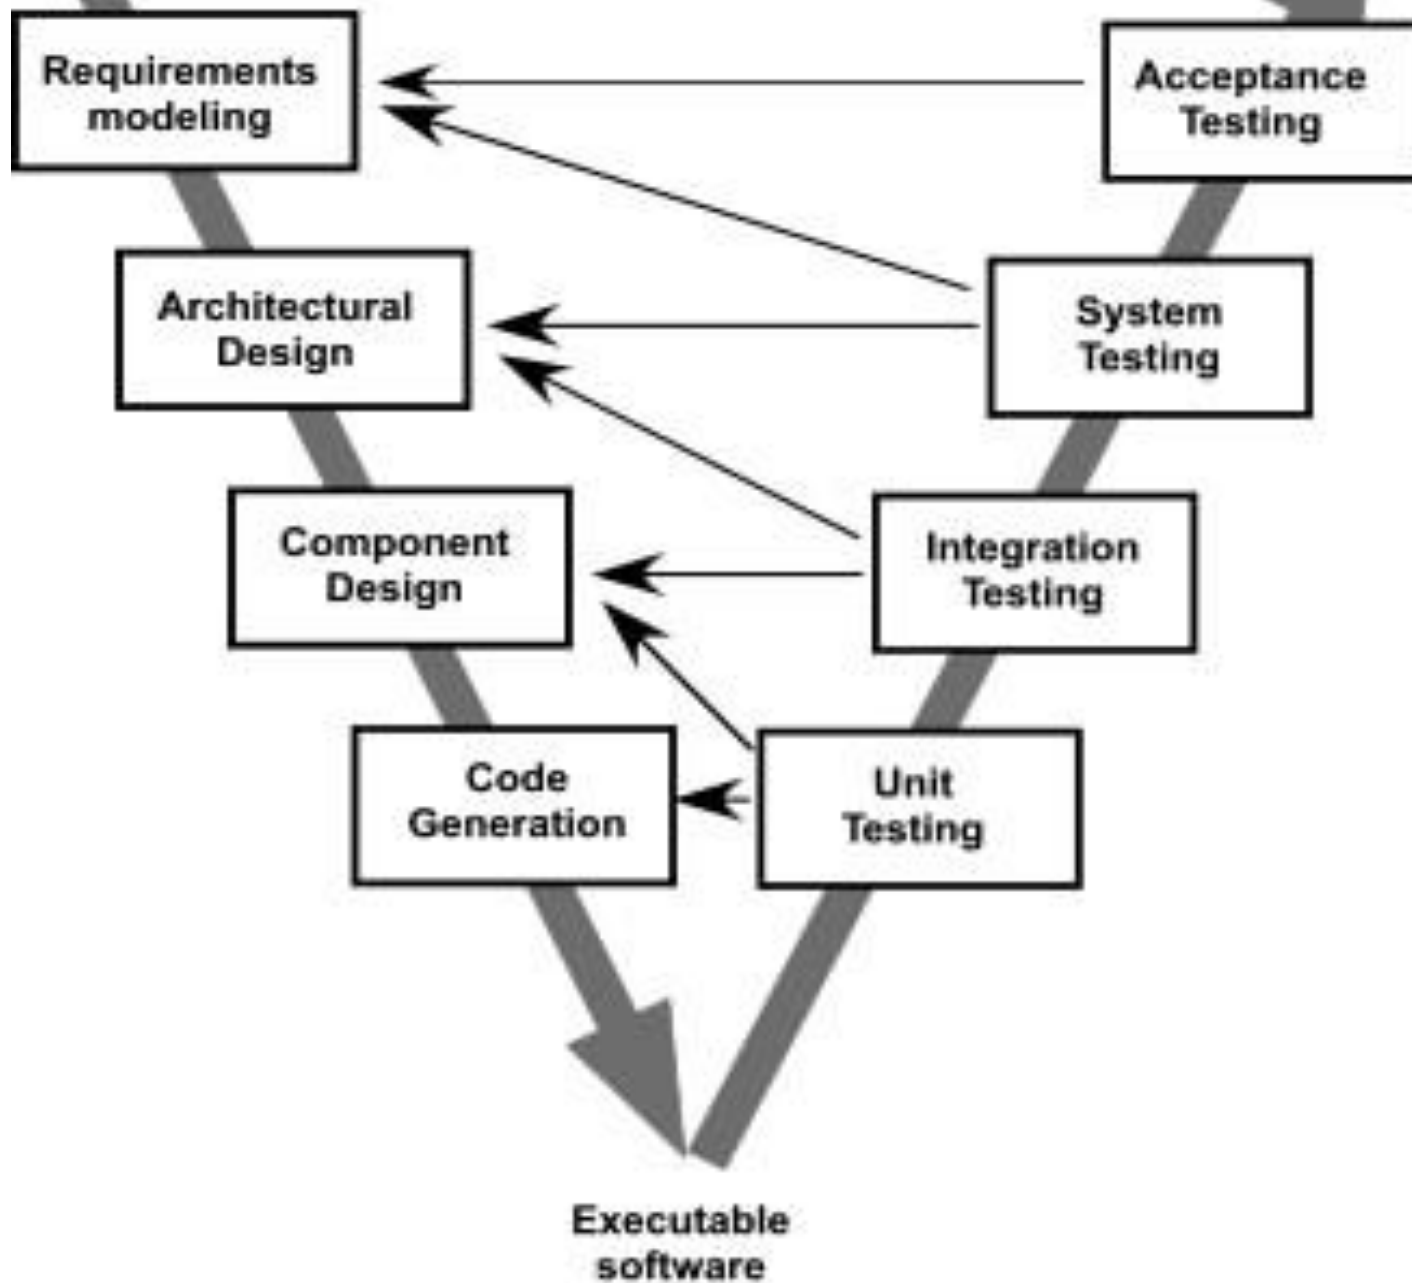 Requirements
modeling
Acceptance
Testing
Architectural
Design
System
Testing
Component
Design
Integration
Testing
Code
Generation
Unit
Testing
Executable
software